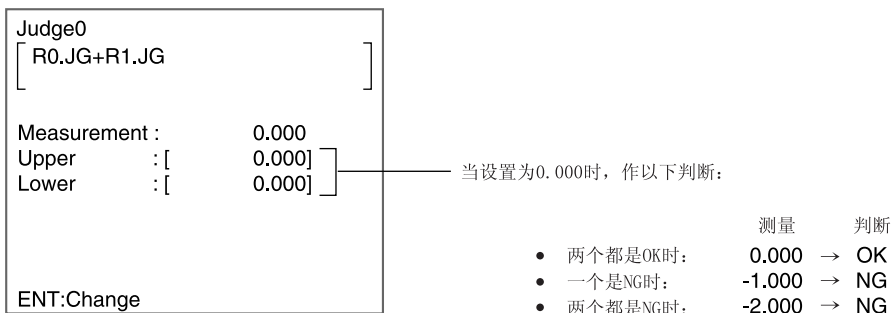 Judge0
[ R0.JG+R1.JG ]
Measurement : 0.000
Upper :[ 0.000]
Lower :[ 0.000]
ENT:Change
当设置为0.000时，作以下判断：
测量 判断
● 两个都是OK时： 0.000 → OK
● 一个是NG时： -1.000 → NG
● 两个都是NG时： -2.000 → NG